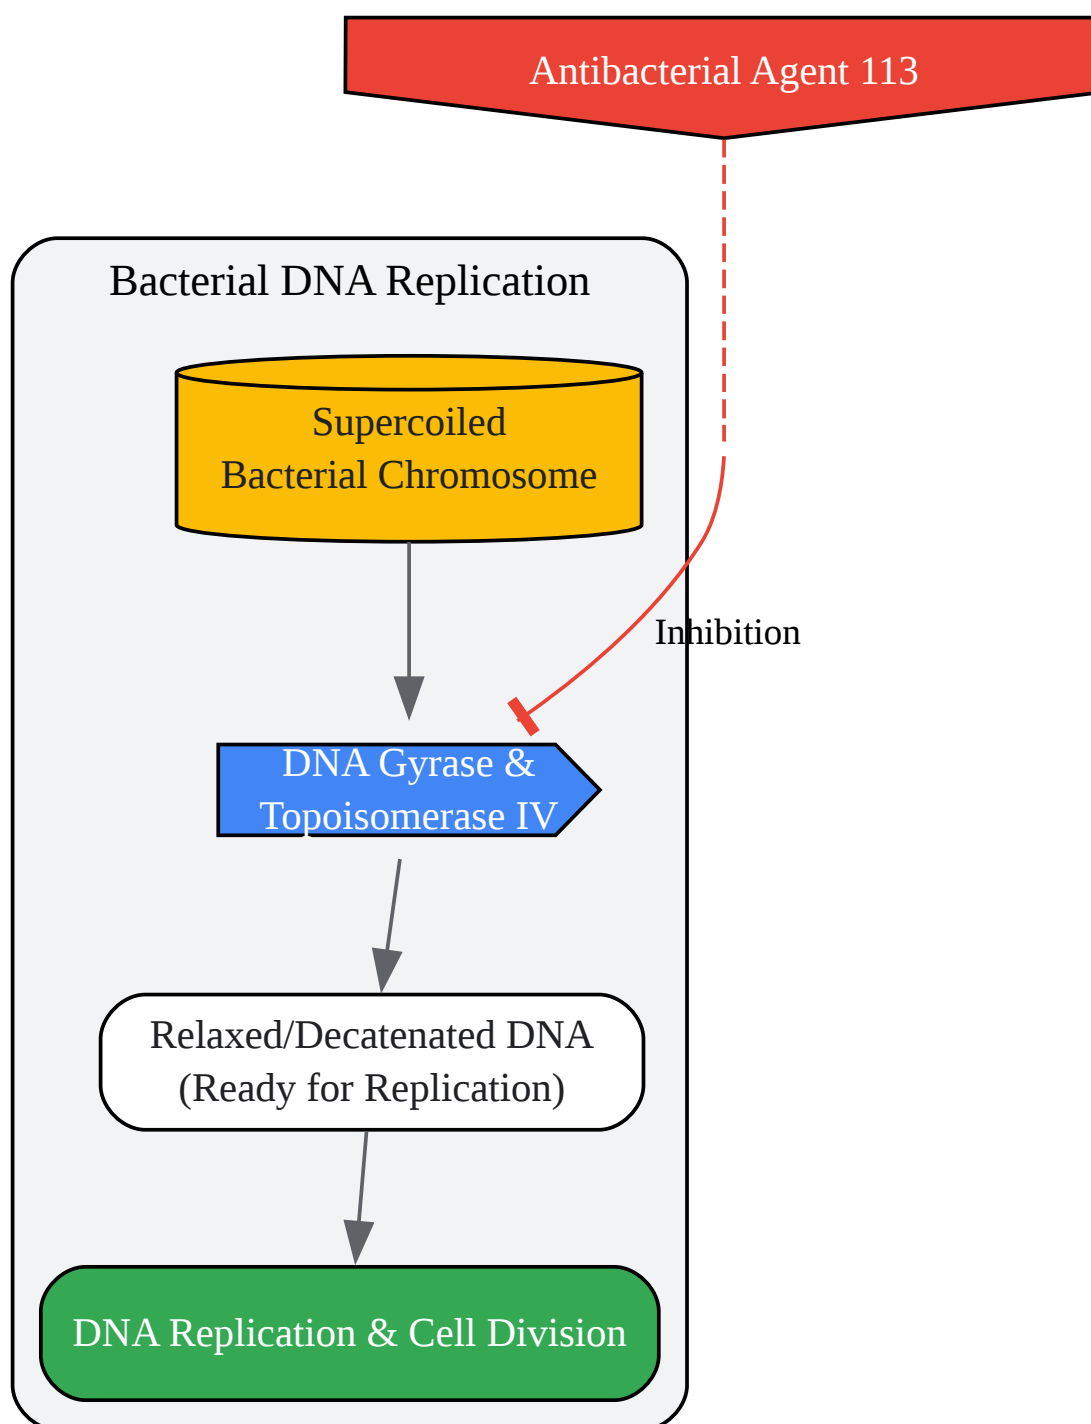 Antibacterial Agent 113
Bacterial DNA Replication
Supercoiled
Bacterial Chromosome
Inhibition
DNA Gyrase &
Topoisomerase IV
Relaxed/Decatenated DNA
(Ready for Replication)
DNA Replication & Cell Division